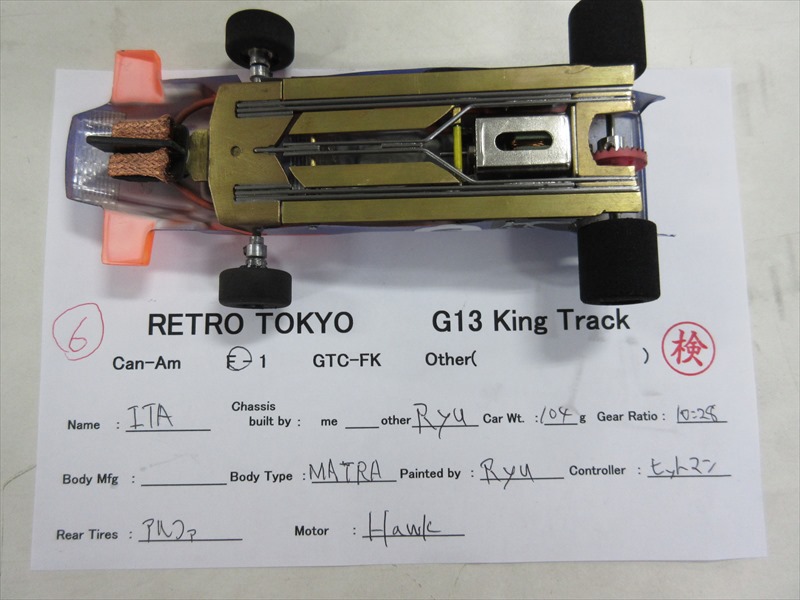 6 RETRO TOKYO G13 King Track
Can-Am F-1 GTC-FK Other( ) 検
Name : ITA Chassis built by : me ___ other Ryu Car Wt. : 104 g Gear Ratio : 10:28
Body Mfg : ___ Body Type : MATRA Painted by : Ryu Controller : ヒットマン
Rear Tires : アルファ Motor : Hawk